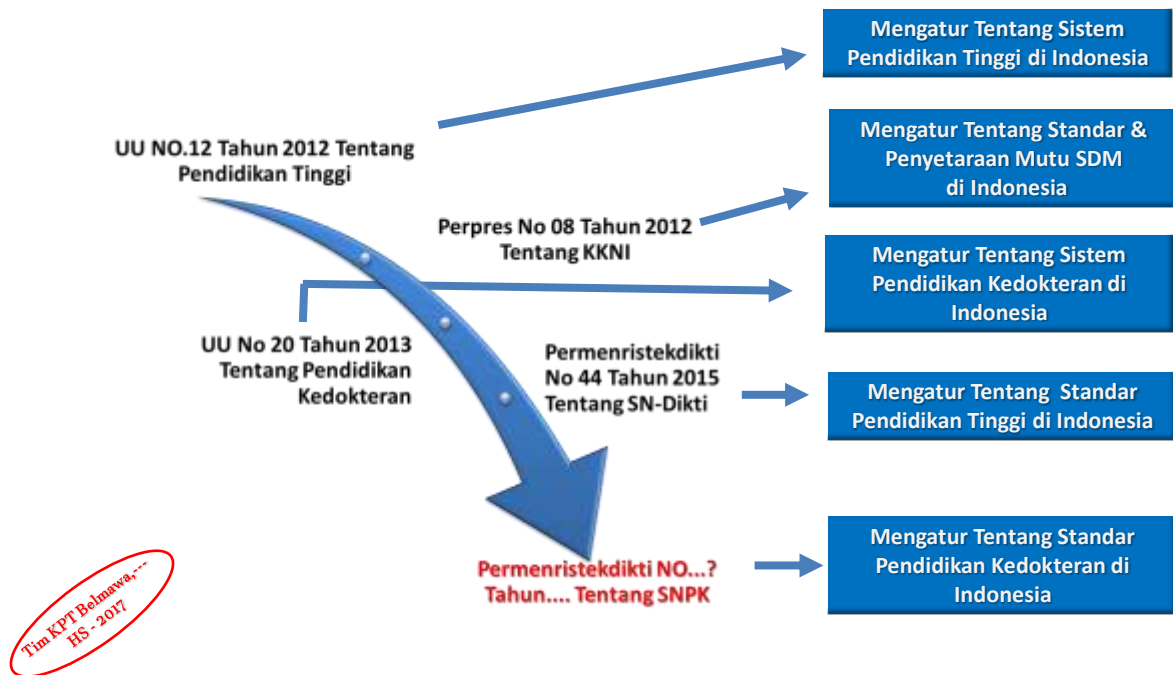 Mengatur Tentang Sistem
Pendidikan Tinggi di Indonesia
UU NO.12 Tahun 2012 Tentang
Pendidikan Tinggi
Mengatur Tentang Standar &
Penyetaraan Mutu SDM
di Indonesia
Perpres No 08 Tahun 2012
Tentang KKNI
Mengatur Tentang Sistem
Pendidikan Kedokteran di
Indonesia
UU No 20 Tahun 2013
Tentang Pendidikan
Kedokteran
Permenristekdikti
No 44 Tahun 2015
Tentang SN-Dikti
Mengatur Tentang  Standar
Pendidikan Tinggi di Indonesia
Permenristekdikti NO...?
Tahun.... Tentang SNPK
Mengatur Tentang Standar
Pendidikan Kedokteran di
Indonesia
Tim KPT Belmawa,---
HS - 2017